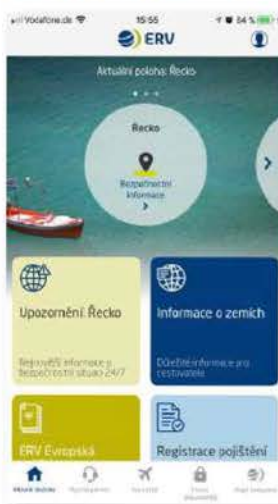 Vodafone.de
15:55
64 %
ERV
Aktuální poloha: Řecko
Řecko
Bezpečnostní
informace
Upozornění: Řecko
Informace o zemích
Nejnovější informace o
bezpečnostní situaci 24/7
Důležité informace pro
cestovatele
ERV Evropská
Registrace pojištění